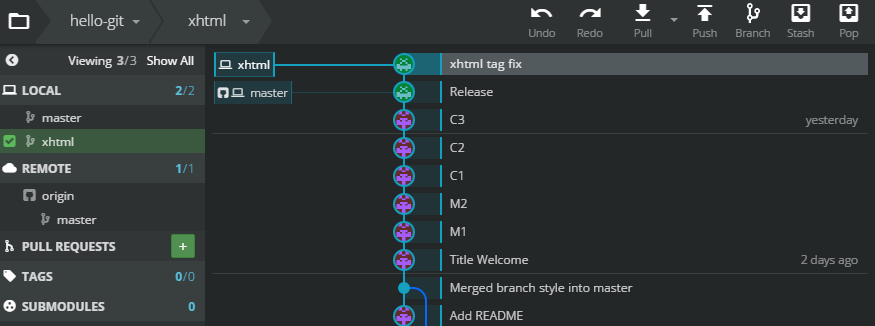 hello-git xhtml Undo Redo Pull Push Branch Stash Pop
Viewing 3/3 Show All
xhtml xhtml tag fix
LOCAL 2/2
master Release
master
C3 yesterday
xhtml
C2
REMOTE 1/1
C1
origin
M2
master
M1
PULL REQUESTS +
Title Welcome 2 days ago
TAGS 0/0
Merged branch style into master
SUBMODULES 0
Add README